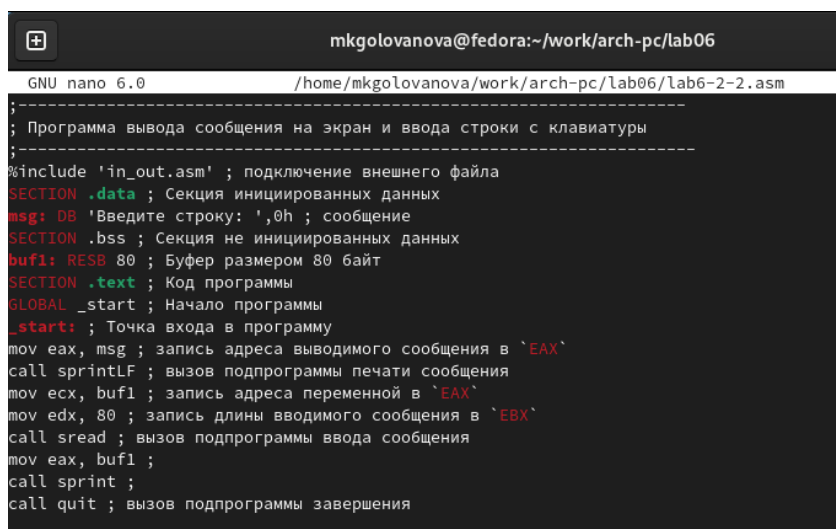 mkgolovanova@fedora:~/work/arch-pc/lab06
GNU nano 6.0 /home/mkgolovanova/work/arch-pc/lab06/lab6-2-2.asm
;--------------------------------------------------------------------
; Программа вывода сообщения на экран и ввода строки с клавиатуры
;---------------------------------------------------------------------
%include 'in_out.asm' ; подключение внешнего файла
SECTION .data ; Секция инициированных данных
msg: DB 'Введите строку: ',0h ; сообщение
SECTION .bss ; Секция не инициированных данных
buf1: RESB 80 ; Буфер размером 80 байт
SECTION .text ; Код программы
GLOBAL _start ; Начало программы
_start: ; Точка входа в программу
mov eax, msg ; запись адреса выводимого сообщения в `EAX`
call sprintLF ; вызов подпрограммы печати сообщения
mov ecx, buf1 ; запись адреса переменной в `EAX`
mov edx, 80 ; запись длины вводимого сообщения в `EBX`
call sread ; вызов подпрограммы ввода сообщения
mov eax, buf1 ;
call sprint ;
call quit ; вызов подпрограммы завершения